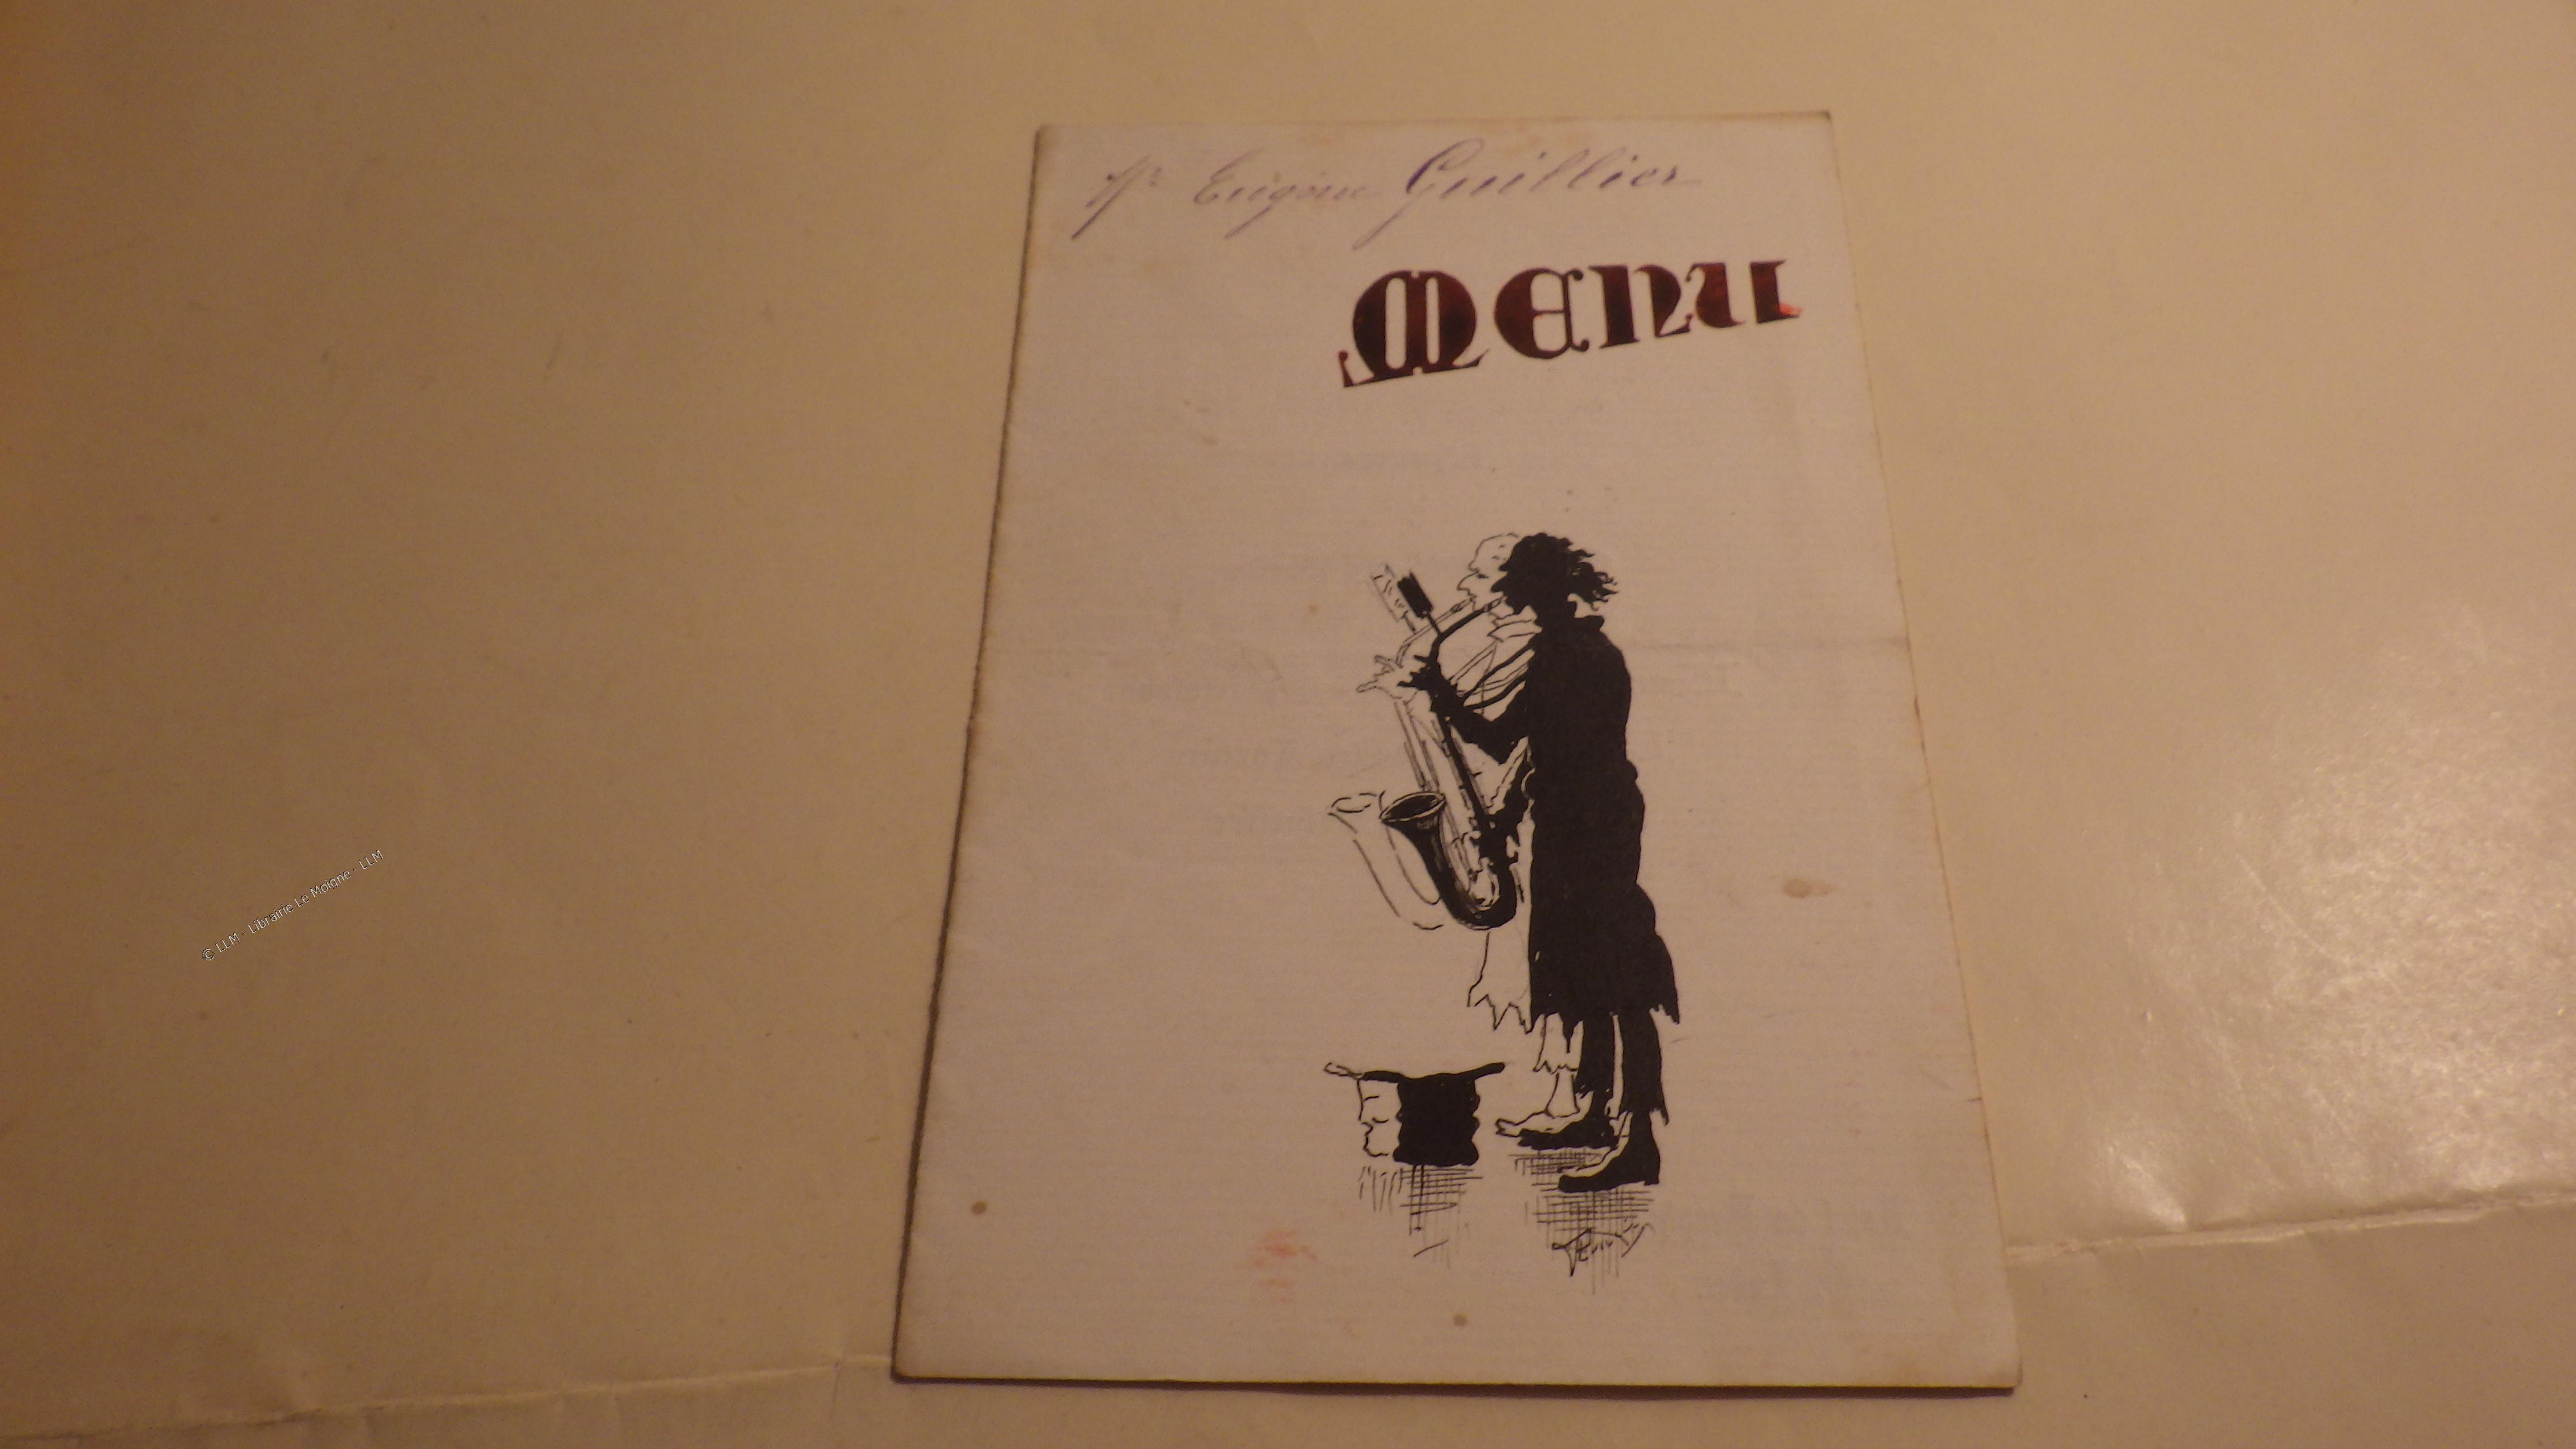 Mr Eugène Guillier
MENU
© LLM - Librairie Le Moigne - LLM